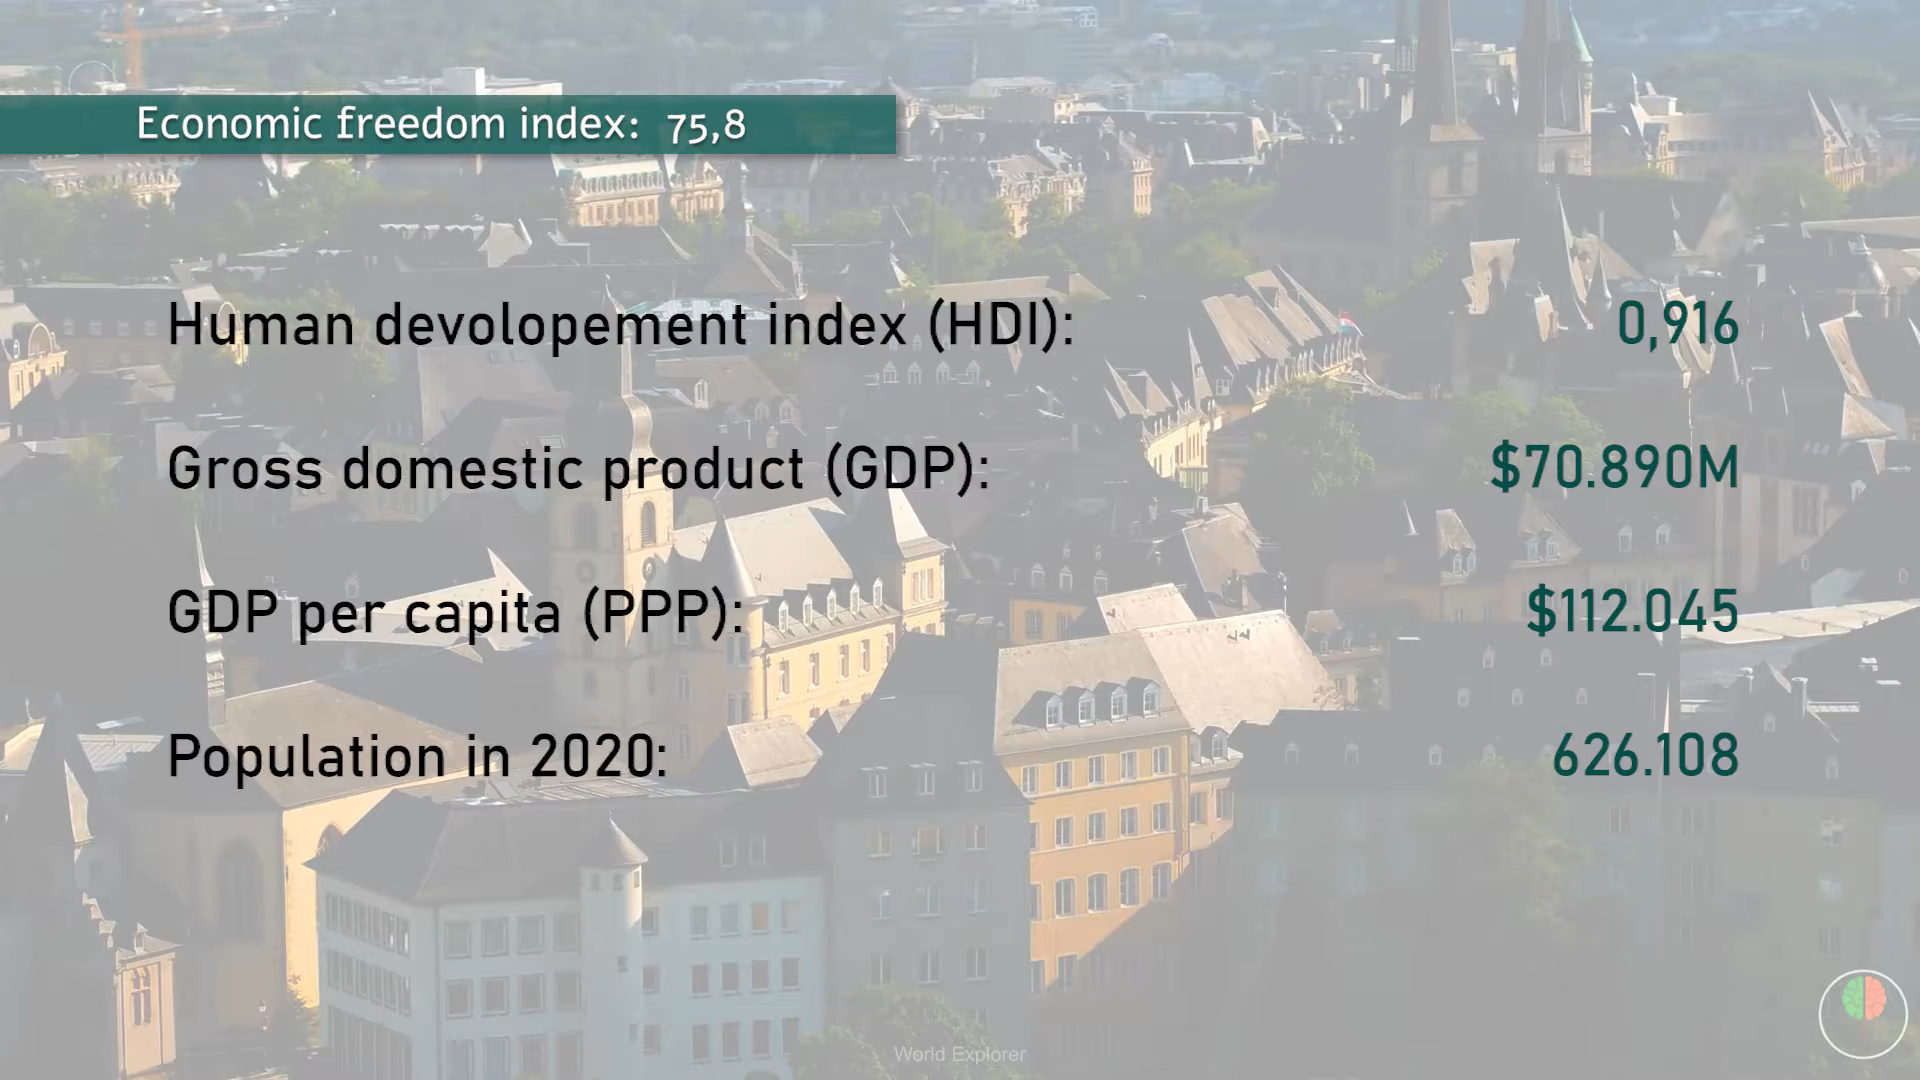 Economic freedom index: 75,8
Human devolopement index (HDI): 0,916
Gross domestic product (GDP): $70.890M
GDP per capita (PPP): $112.045
Population in 2020: 626.108
World Explorer